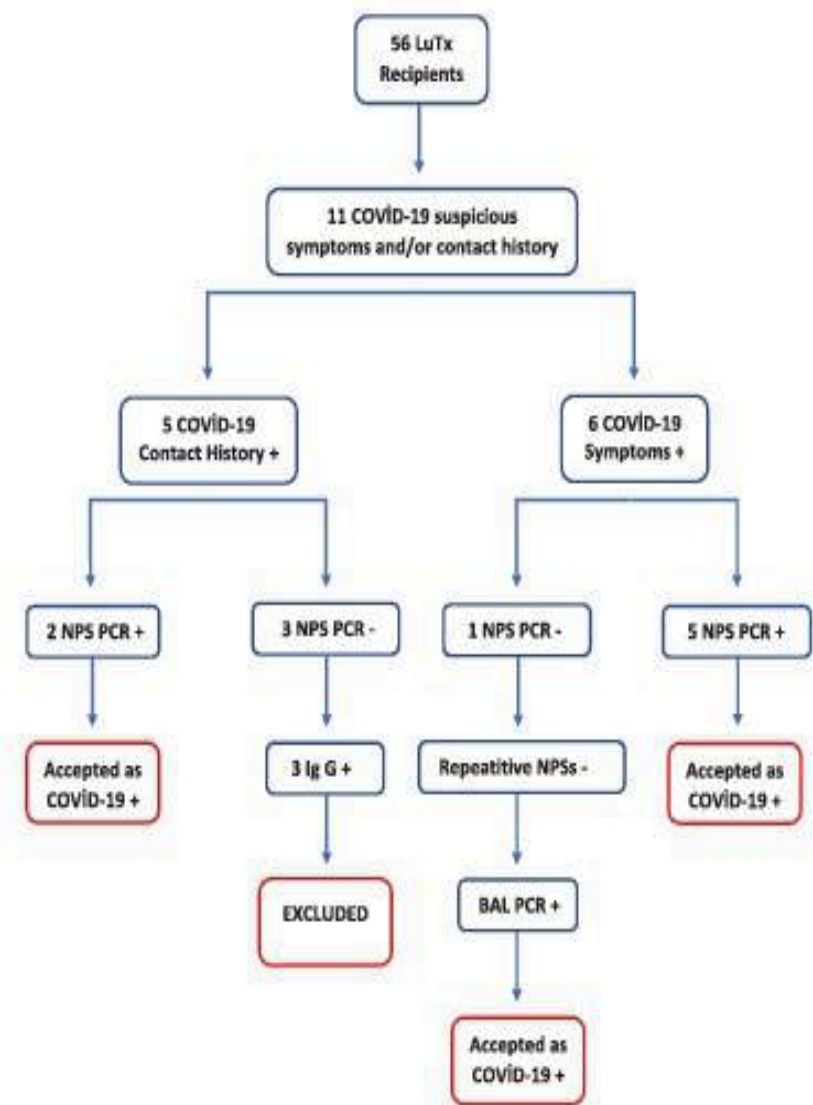 56 LuTx
Recipients
11 COVİD-19 suspicious
symptoms and/or contact history
5 COVİD-19
Contact History +
6 COVİD-19
Symptoms +
2 NPS PCR +
3 NPS PCR -
1 NPS PCR -
5 NPS PCR +
Accepted as
COVİD-19 +
3 Ig G +
Repeatitive NPSs -
Accepted as
COVİD-19 +
EXCLUDED
BAL PCR +
Accepted as
COVİD-19 +